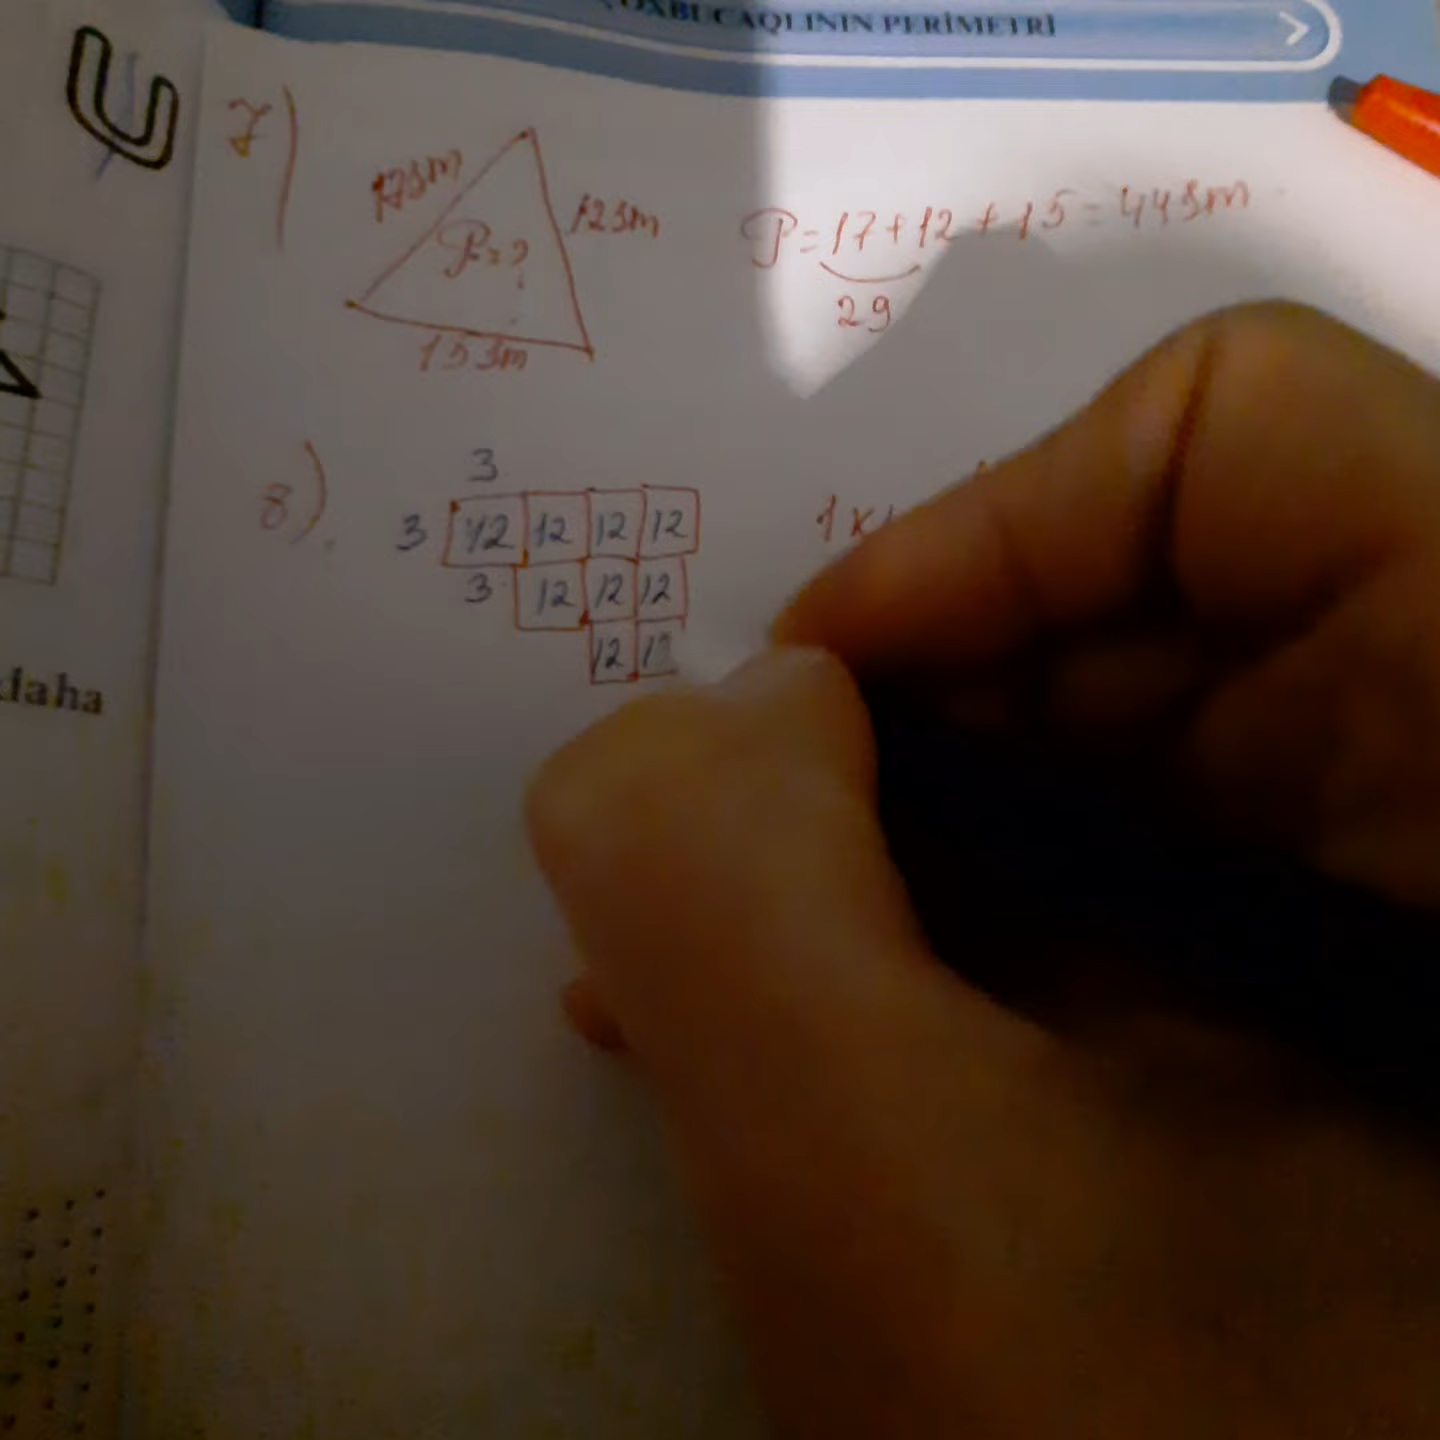 ÇOXBUCAQLININ PERİMETRİ
7)
17sm
12sm
P=?
15sm
P=17+12+15=44sm
29
8)
3
3 12 12 12 12
3 12 12 12
12
daha